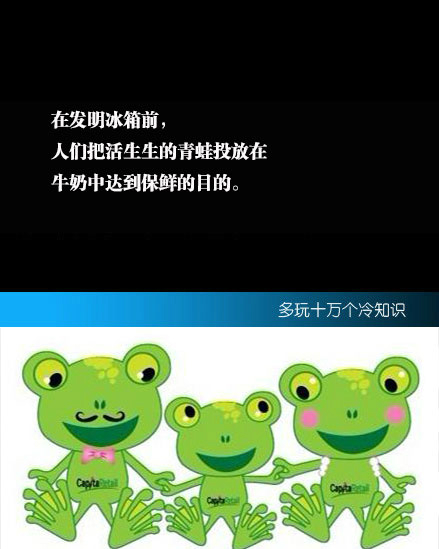 在发明冰箱前，
人们把活生生的青蛙投放在
牛奶中达到保鲜的目的。
多玩十万个冷知识
CapitaRetail
CapitaRetail
CapitaRetail